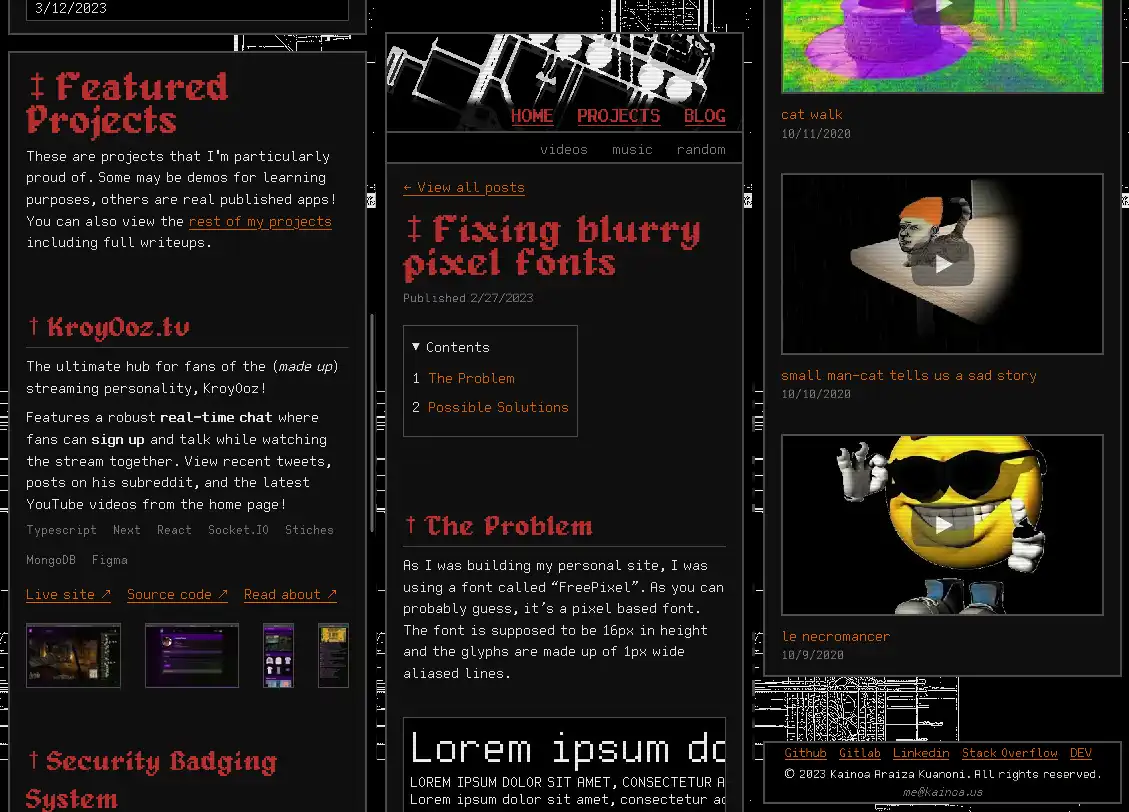 3/12/2023
‡ Featured
Projects
These are projects that I'm particularly
proud of. Some may be demos for learning
purposes, others are real published apps!
You can also view the rest of my projects
including full writeups.
† KroyOoz.tv
The ultimate hub for fans of the (made up)
streaming personality, KroyOoz!
Features a robust real-time chat where
fans can sign up and talk while watching
the stream together. View recent tweets,
posts on his subreddit, and the latest
YouTube videos from the home page!
Typescript Next React Socket.IO Stiches
MongoDB Figma
Live site ↗ Source code ↗ Read about ↗
† Security Badging
System
HOME PROJECTS BLOG
videos music random
← View all posts
‡ Fixing blurry
pixel fonts
Published 2/27/2023
▼ Contents
1 The Problem
2 Possible Solutions
† The Problem
As I was building my personal site, I was
using a font called “FreePixel”. As you can
probably guess, it’s a pixel based font.
The font is supposed to be 16px in height
and the glyphs are made up of 1px wide
aliased lines.
Lorem ipsum do
LOREM IPSUM DOLOR SIT AMET, CONSECTETUR A
Lorem ipsum dolor sit amet, consectetur ad
cat walk
10/11/2020
small man-cat tells us a sad story
10/10/2020
le necromancer
10/9/2020
Github Gitlab Linkedin Stack Overflow DEV
© 2023 Kainoa Araiza Kuanoni. All rights reserved.
me@kainoa.us